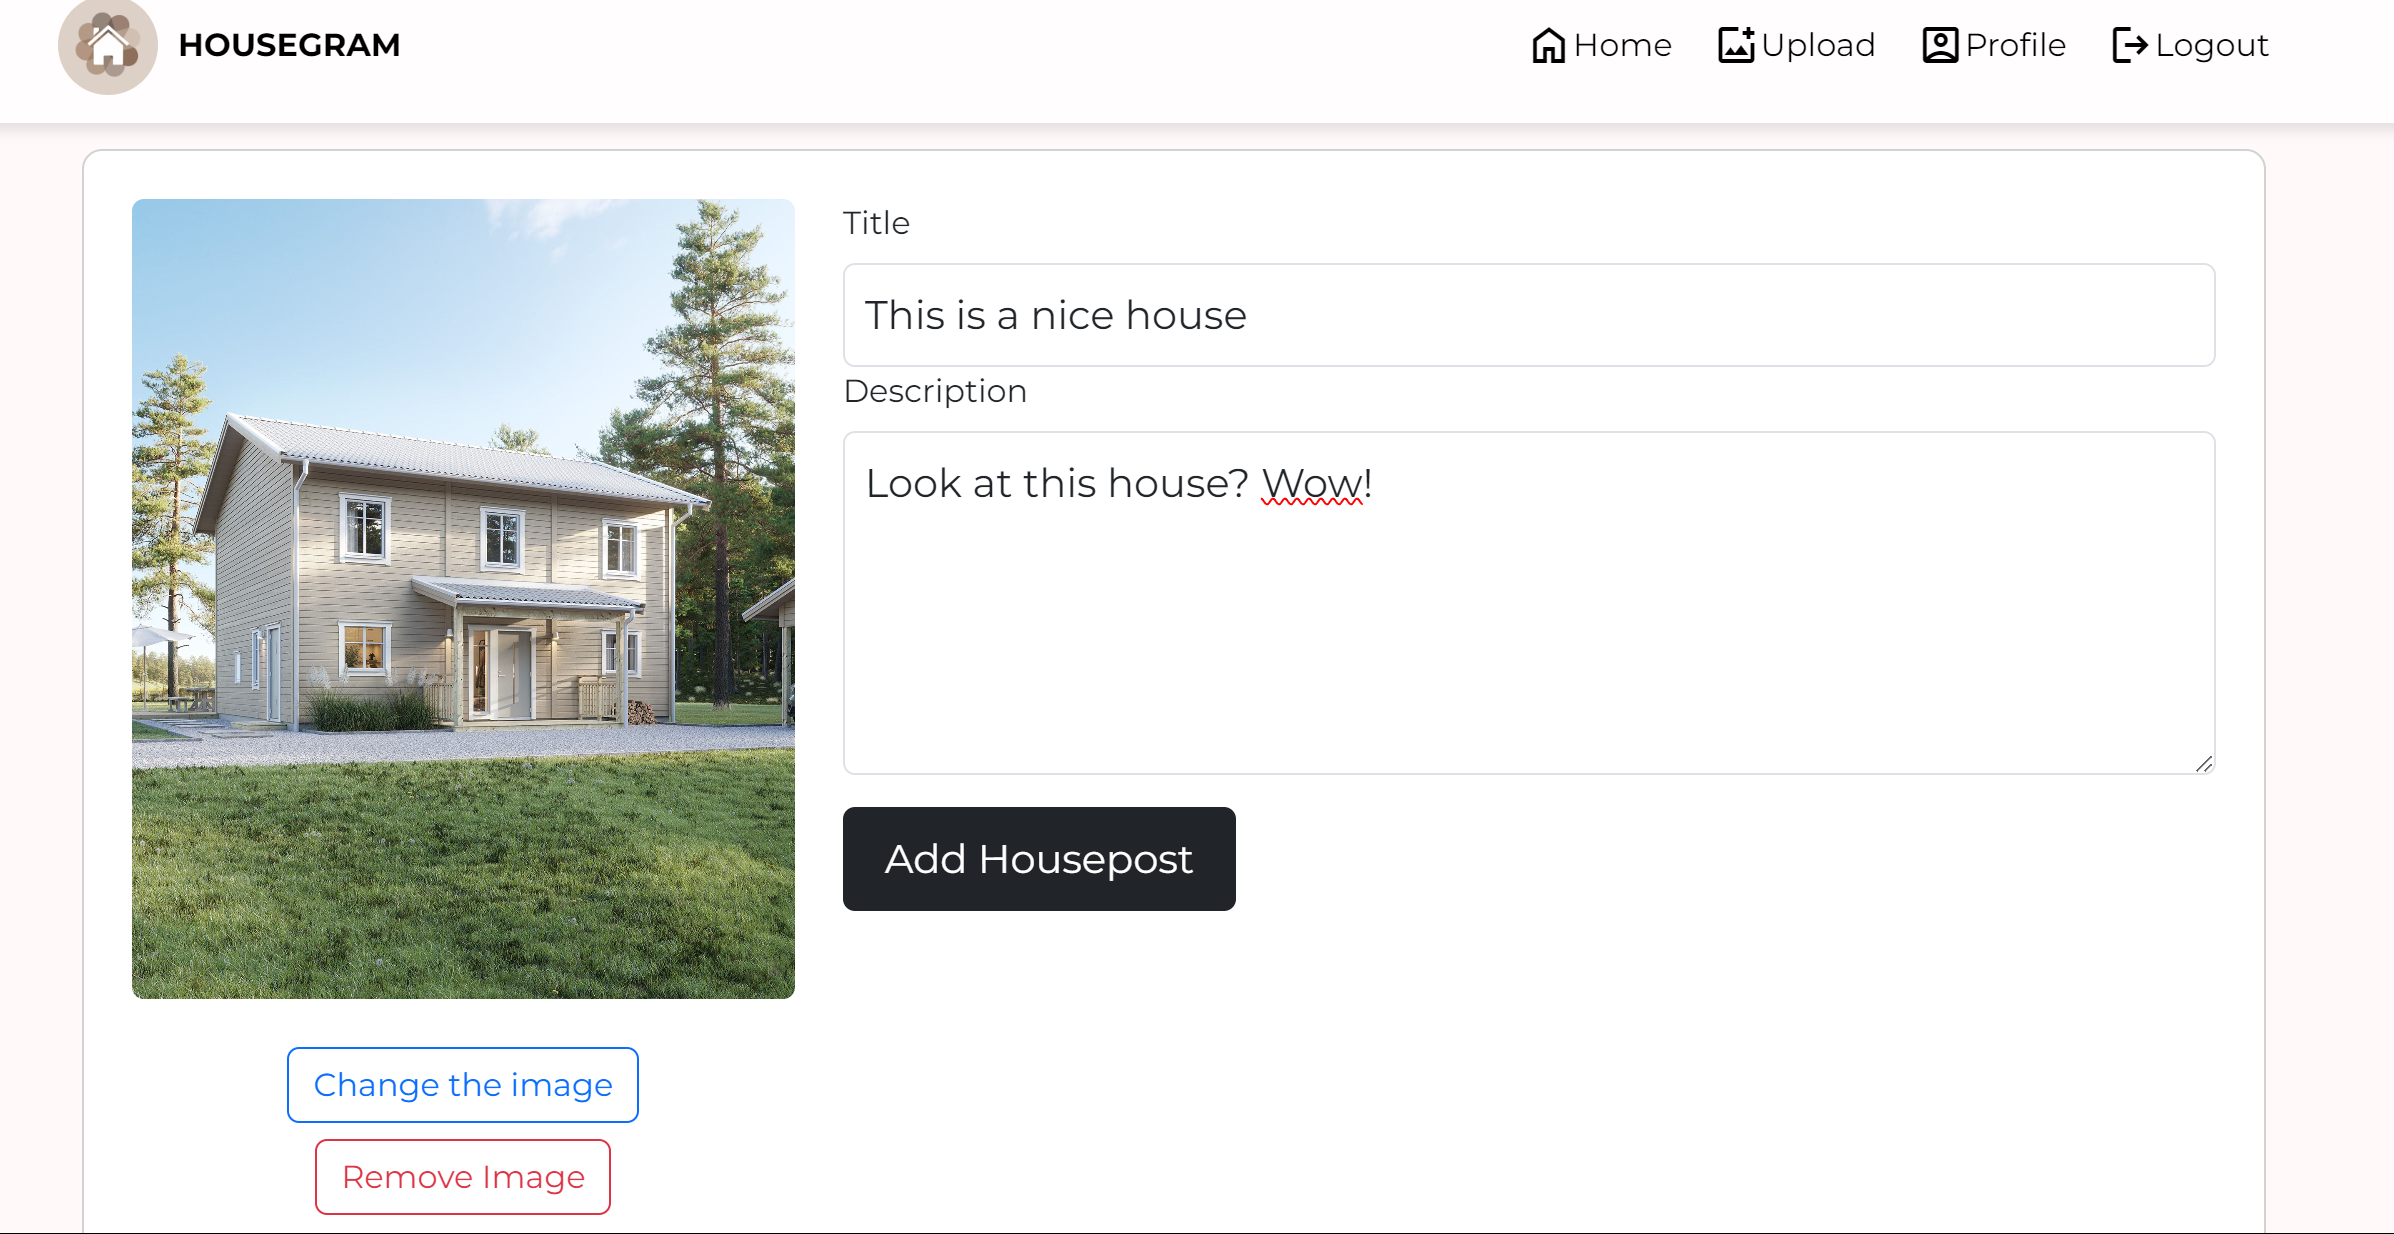 HOUSEGRAM
Home Upload Profile Logout
Title
This is a nice house
Description
Look at this house? Wow!
Add Housepost
Change the image
Remove Image